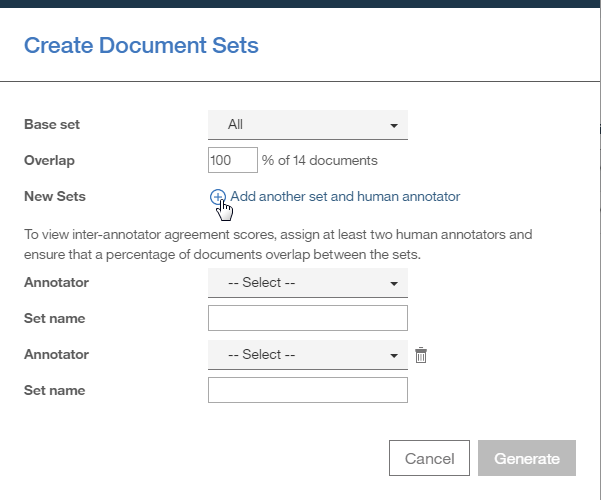 Create Document Sets
Base set All
Overlap 100 % of 14 documents
New Sets Add another set and human annotator
To view inter-annotator agreement scores, assign at least two human annotators and
ensure that a percentage of documents overlap between the sets.
Annotator -- Select --
Set name
Annotator -- Select --
Set name
Cancel Generate